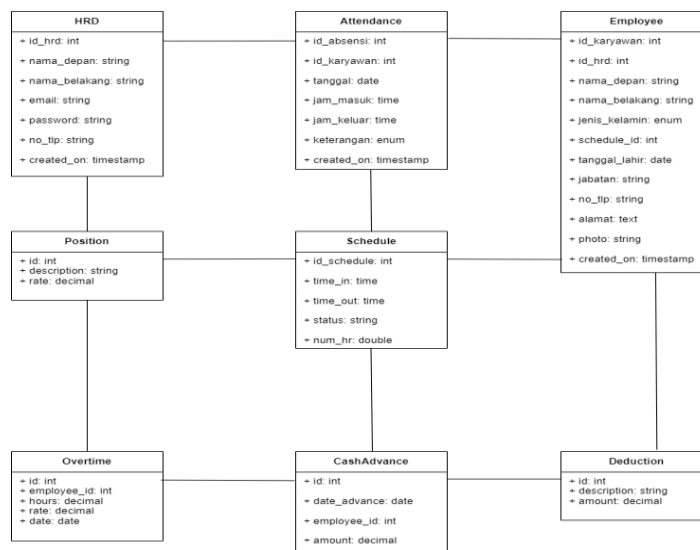 HRD
+ id_hrd: int
+ nama_depan: string
+ nama_belakang: string
+ email: string
+ password: string
+ no_tlp: string
+ created_on: timestamp
Attendance
+ id_absensi: int
+ id_karyawan: int
+ tanggal: date
+ jam_masuk: time
+ jam_keluar: time
+ keterangan: enum
+ created_on: timestamp
Employee
+ id_karyawan: int
+ id_hrd: int
+ nama_depan: string
+ nama_belakang: string
+ jenis_kelamin: enum
+ schedule_id: int
+ tanggal_lahir: date
+ jabatan: string
+ no_tlp: string
+ alamat: text
+ photo: string
+ created_on: timestamp
Position
+ id: int
+ description: string
+ rate: decimal
Schedule
+ id_schedule: int
+ time_in: time
+ time_out: time
+ status: string
+ num_hr: double
Overtime
+ id: int
+ employee_id: int
+ hours: decimal
+ rate: decimal
+ date: date
CashAdvance
+ id: int
+ date_advance: date
+ employee_id: int
+ amount: decimal
Deduction
+ id: int
+ description: string
+ amount: decimal